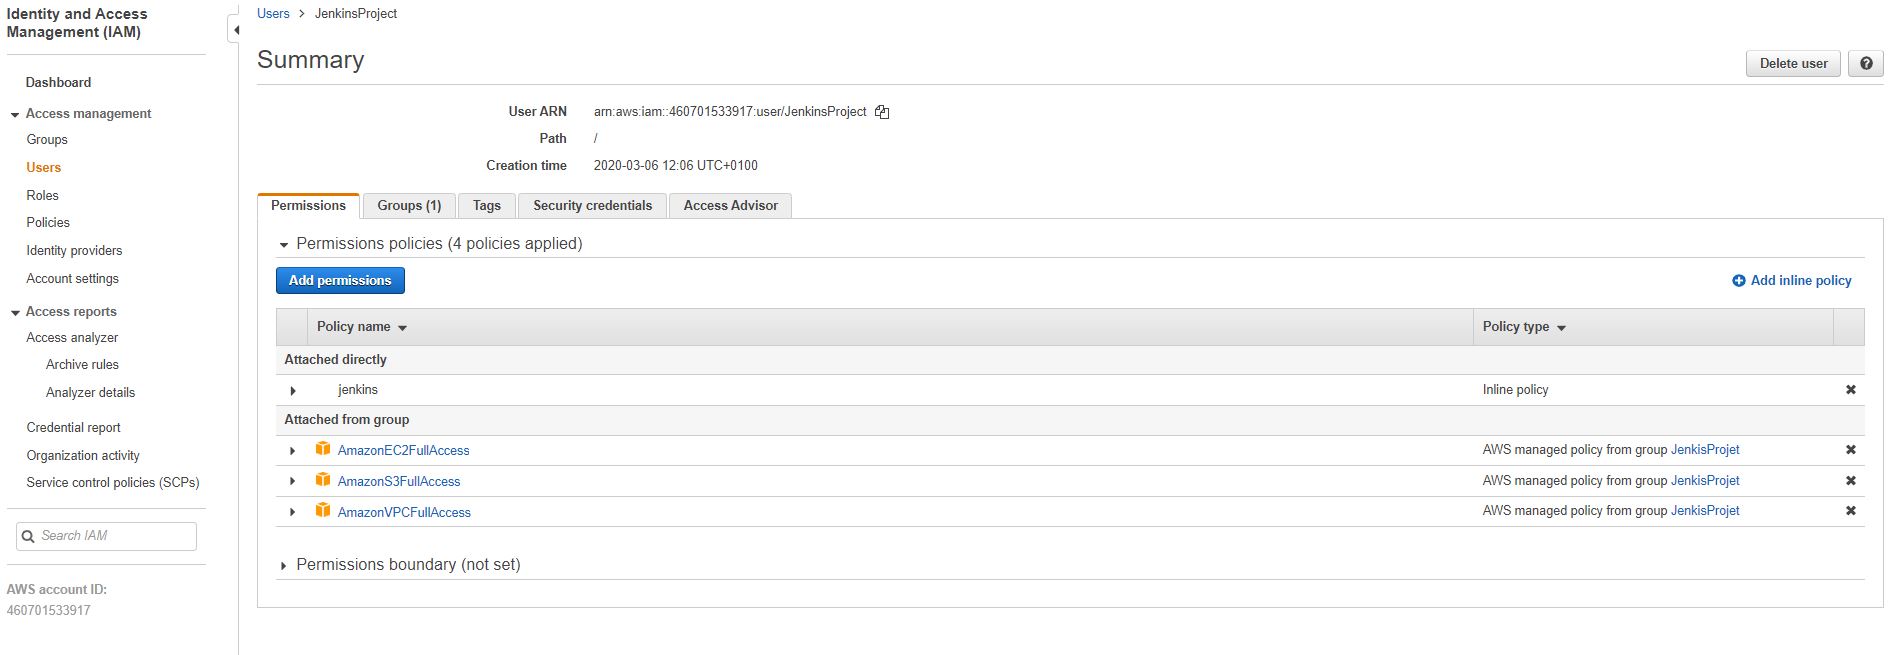 Identity and Access
Management (IAM)
Dashboard
Access management
Groups
Users
Roles
Policies
Identity providers
Account settings
Access reports
Access analyzer
Archive rules
Analyzer details
Credential report
Organization activity
Service control policies (SCPs)
Search IAM
AWS account ID:
460701533917
Users > JenkinsProject
Summary
Delete user ?
User ARN arn:aws:iam::460701533917:user/JenkinsProject
Path /
Creation time 2020-03-06 12:06 UTC+0100
Permissions Groups (1) Tags Security credentials Access Advisor
Permissions policies (4 policies applied)
Add permissions Add inline policy
Policy name Policy type
Attached directly
jenkins Inline policy
Attached from group
AmazonEC2FullAccess AWS managed policy from group JenkisProjet
AmazonS3FullAccess AWS managed policy from group JenkisProjet
AmazonVPCFullAccess AWS managed policy from group JenkisProjet
Permissions boundary (not set)